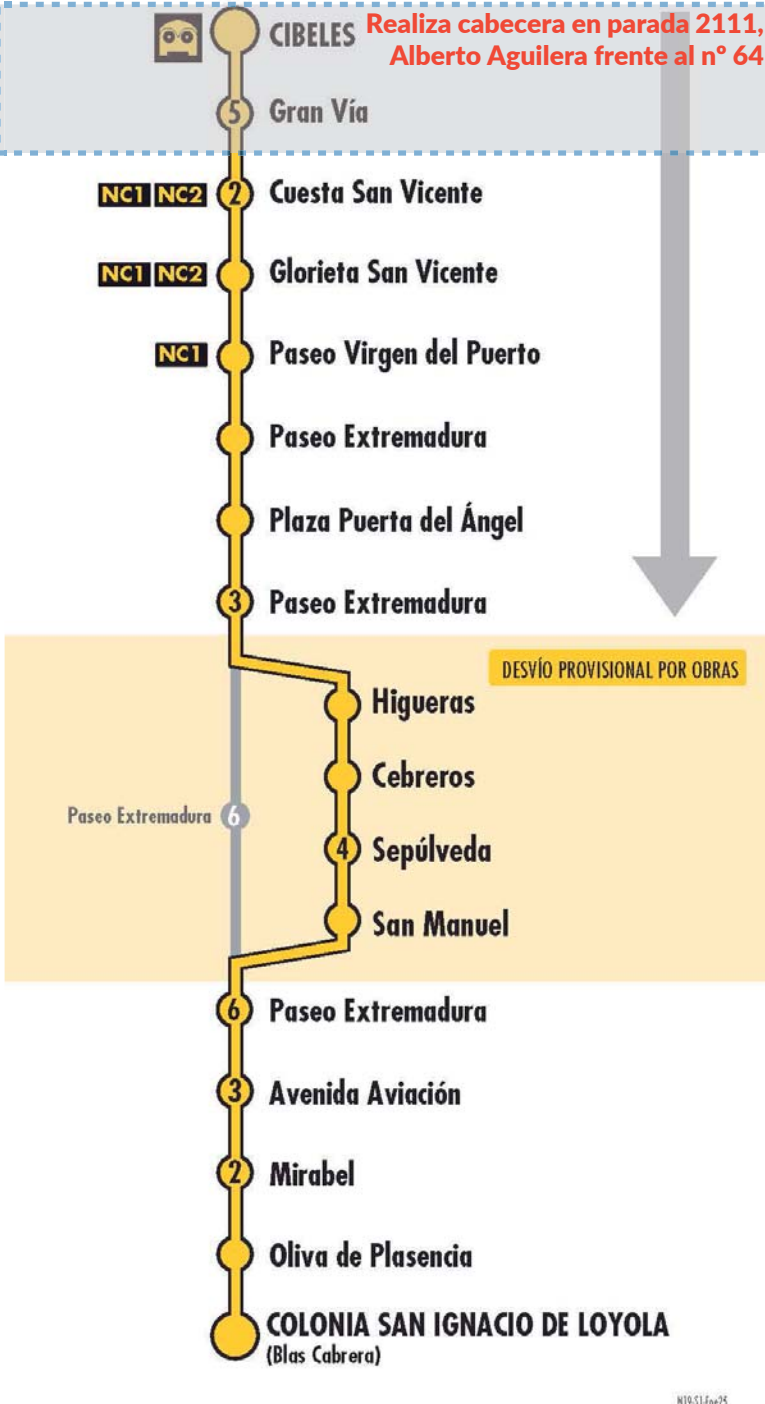 CIBELES
Realiza cabecera en parada 2111,
Alberto Aguilera frente al nº 64
5 Gran Vía
NC1 NC2 2 Cuesta San Vicente
NC1 NC2 Glorieta San Vicente
NC1 Paseo Virgen del Puerto
Paseo Extremadura
Plaza Puerta del Ángel
3 Paseo Extremadura
DESVÍO PROVISIONAL POR OBRAS
Higueras
Cebreros
Paseo Extremadura 6
4 Sepúlveda
San Manuel
6 Paseo Extremadura
3 Avenida Aviación
2 Mirabel
Oliva de Plasencia
COLONIA SAN IGNACIO DE LOYOLA
(Blas Cabrera)
N19-S1-Ene25